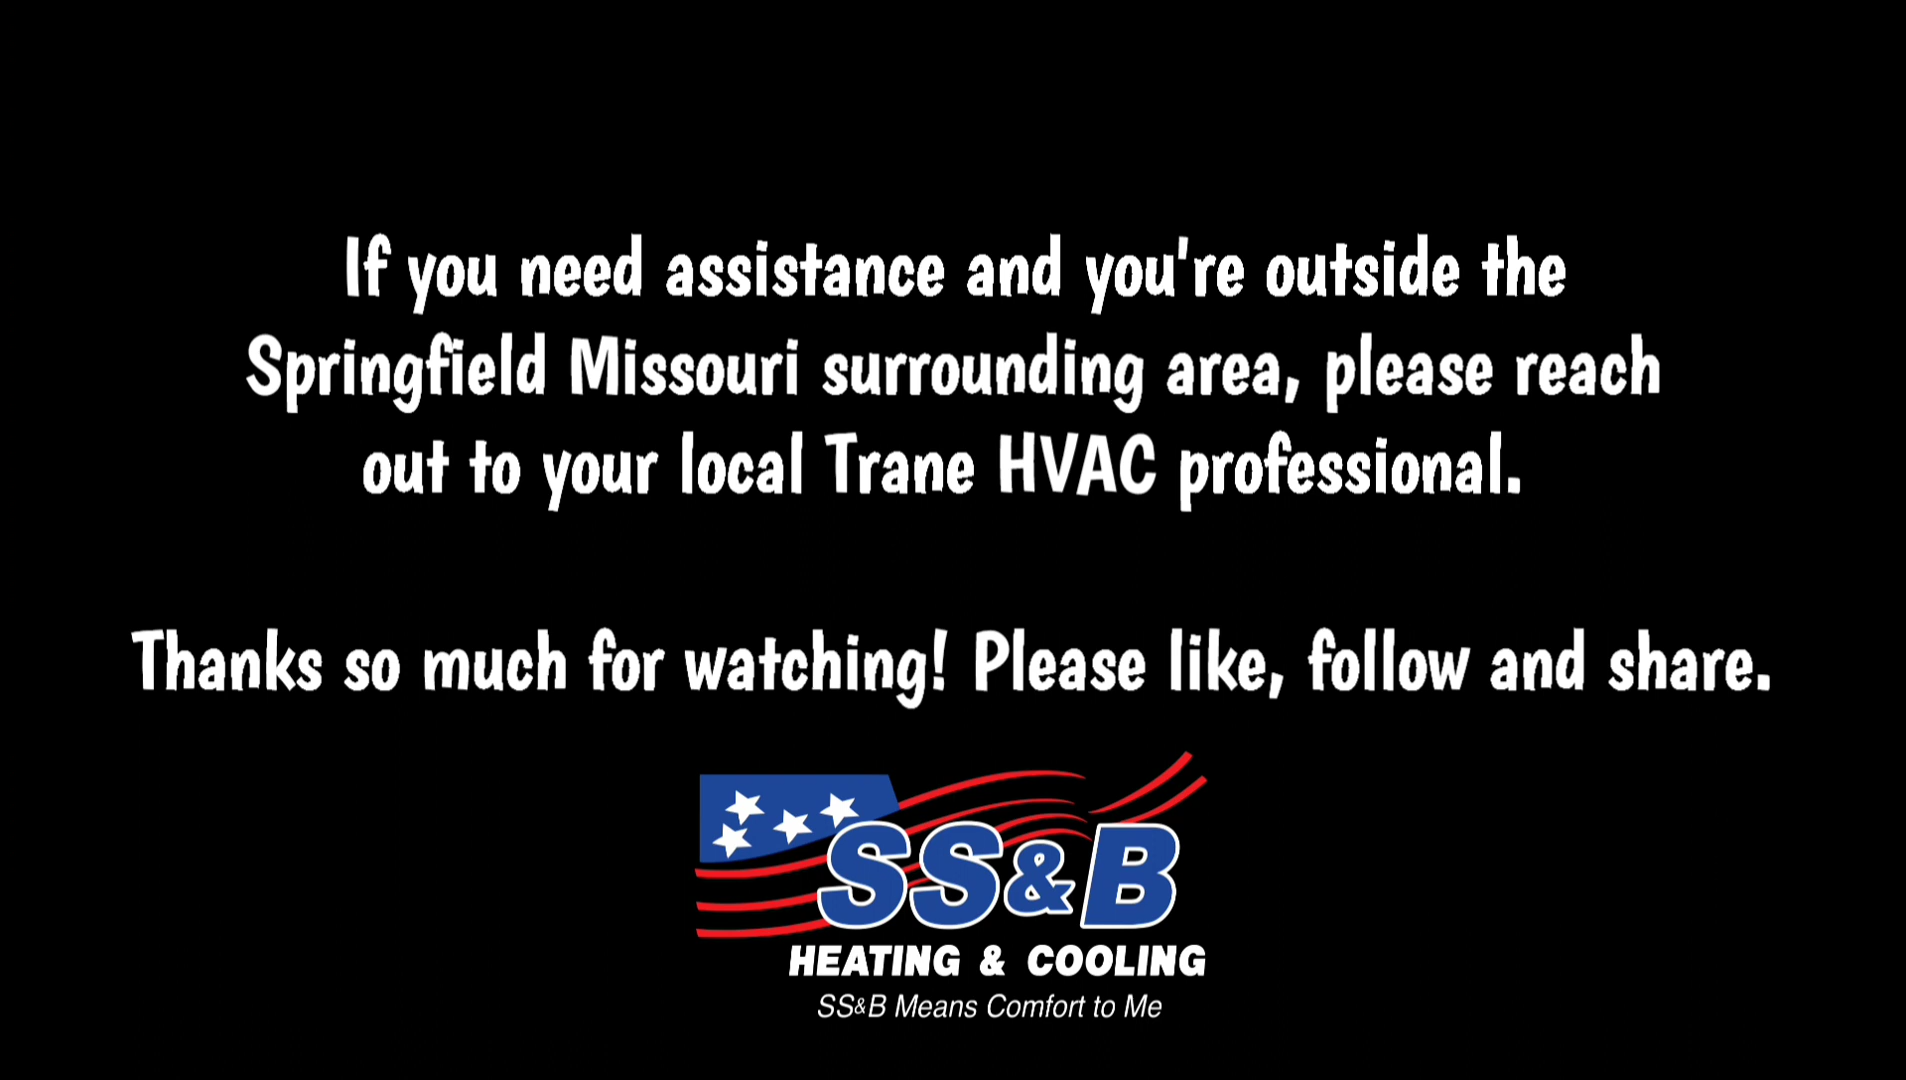 If you need assistance and you're outside the
Springfield Missouri surrounding area, please reach
out to your local Trane HVAC professional.
Thanks so much for watching! Please like, follow and share.
SS&B
HEATING & COOLING
SS&B Means Comfort to Me